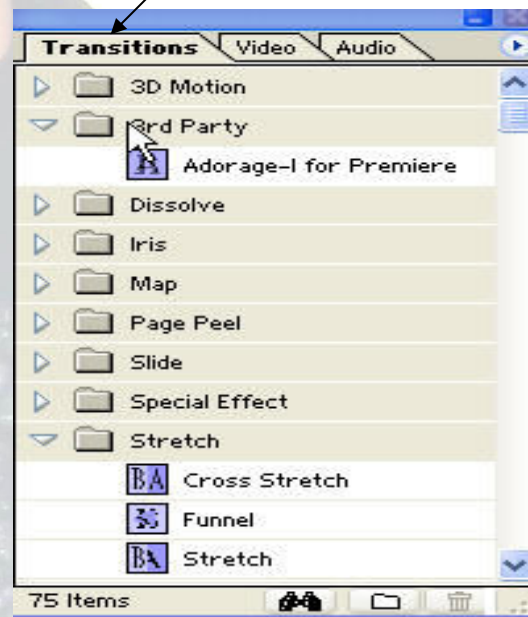 Transitions Video Audio
3D Motion
3rd Party
Adorage-I for Premiere
Dissolve
Iris
Map
Page Peel
Slide
Special Effect
Stretch
Cross Stretch
Funnel
Stretch
75 Items